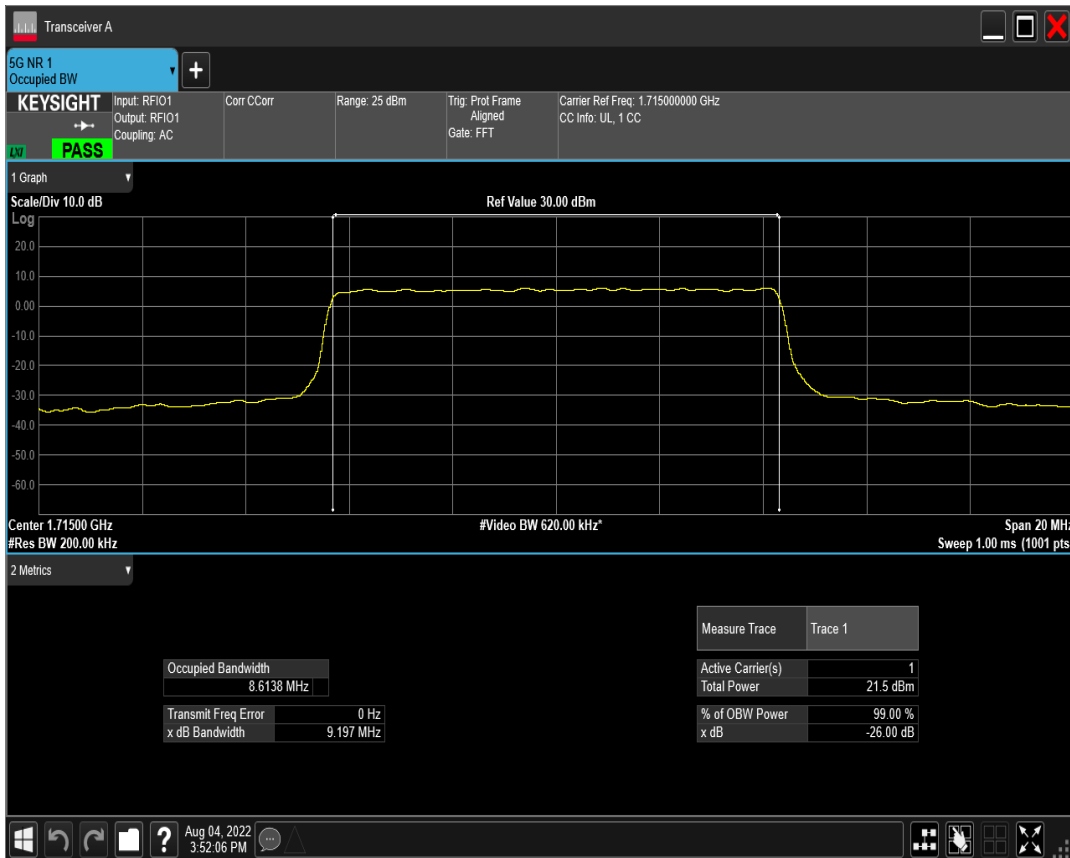 Transceiver A
5G NR 1
Occupied BW
KEYSIGHT
LXI
PASS
Input: RFIO1
Output: RFIO1
Coupling: AC
Corr CCorr
Range: 25 dBm
Trig: Prot Frame
Aligned
Gate: FFT
Carrier Ref Freq: 1.715000000 GHz
CC Info: UL, 1 CC
1 Graph
Scale/Div 10.0 dB
Ref Value 30.00 dBm
Log
20.0
10.0
0.00
-10.0
-20.0
-30.0
-40.0
-50.0
-60.0
Center 1.71500 GHz
#Video BW 620.00 kHz*
Span 20 MHz
#Res BW 200.00 kHz
Sweep 1.00 ms (1001 pts
2 Metrics
Measure Trace Trace 1
Occupied Bandwidth
8.6138 MHz
Transmit Freq Error 0 Hz
x dB Bandwidth 9.197 MHz
Active Carrier(s) 1
Total Power 21.5 dBm
% of OBW Power 99.00 %
x dB -26.00 dB
?
Aug 04, 2022
3:52:06 PM